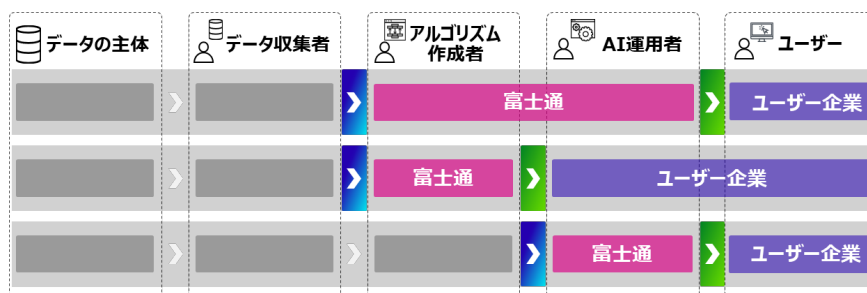 データの主体
データ収集者
アルゴリズム
作成者
AI運用者
ユーザー
富士通
ユーザー企業
富士通
ユーザー企業
富士通
ユーザー企業